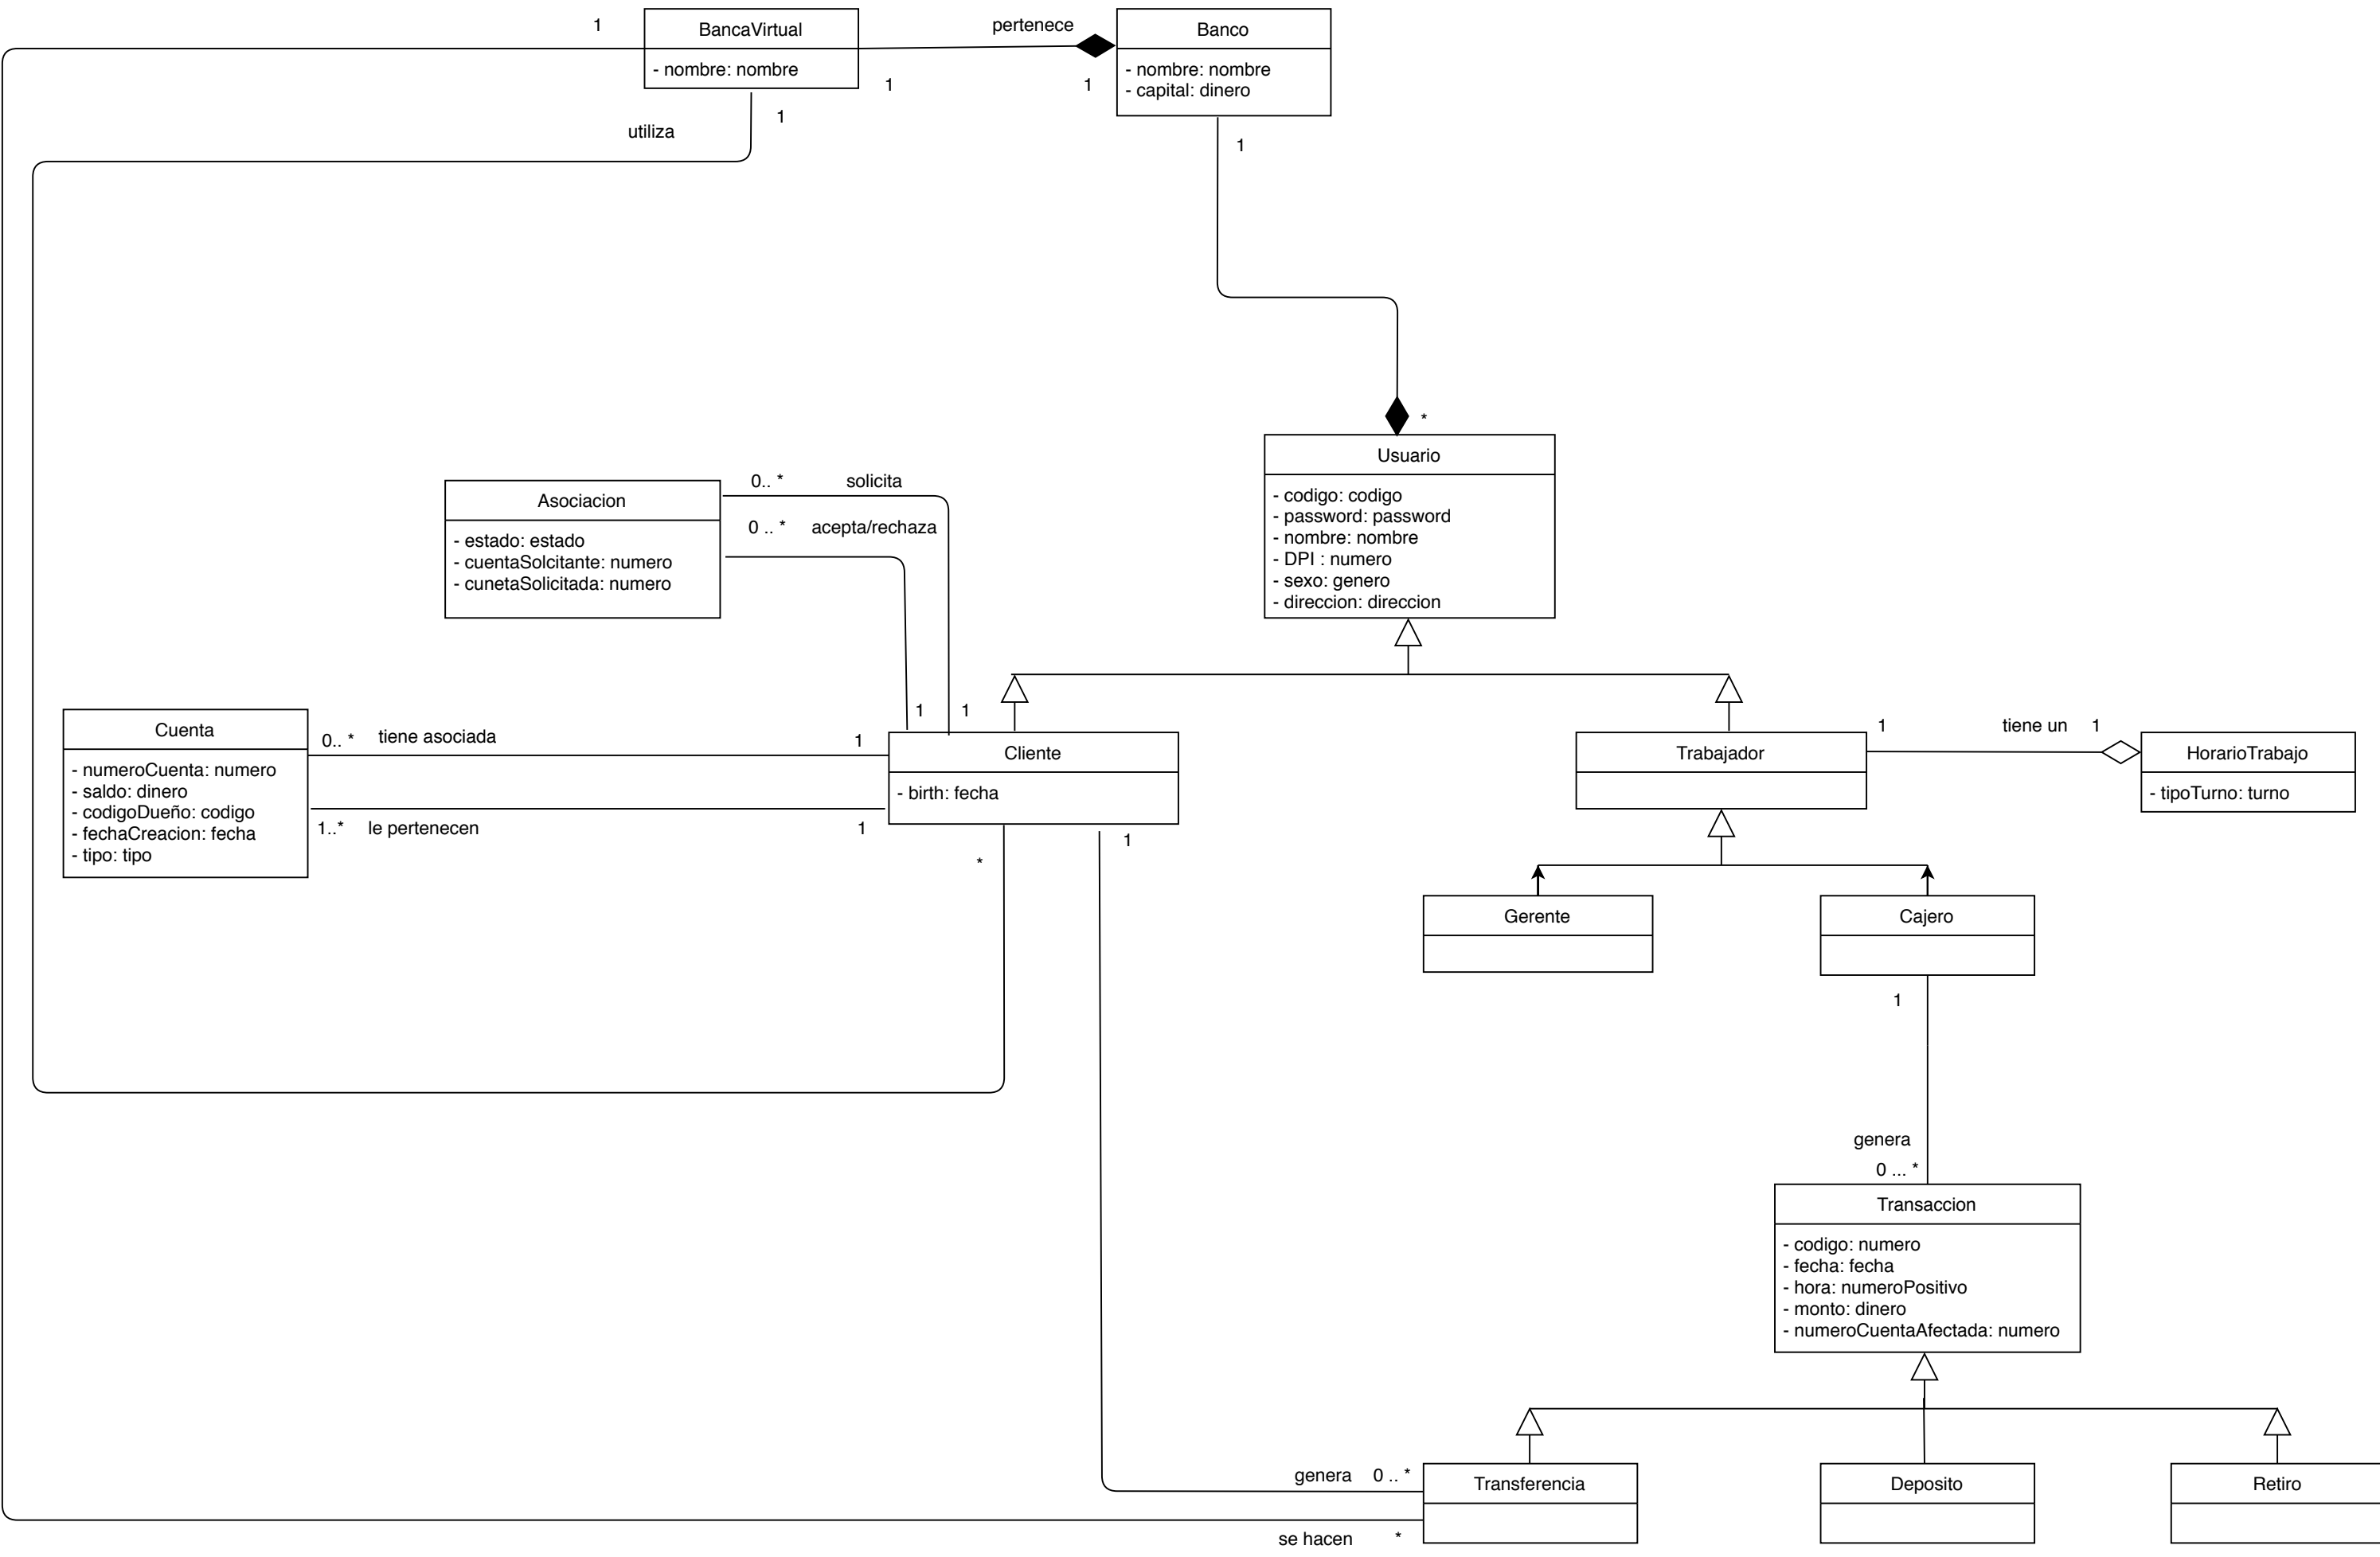 1
BancaVirtual
- nombre: nombre
pertenece
1
1
Banco
- nombre: nombre
- capital: dinero
1
utiliza
1
*
Usuario
- codigo: codigo
- password: password
- nombre: nombre
- DPI : numero
- sexo: genero
- direccion: direccion
Asociacion
- estado: estado
- cuentaSolcitante: numero
- cunetaSolicitada: numero
0.. *
solicita
0 .. *
acepta/rechaza
1
1
Cuenta
- numeroCuenta: numero
- saldo: dinero
- codigoDueño: codigo
- fechaCreacion: fecha
- tipo: tipo
0.. *
tiene asociada
1
1..*
le pertenecen
1
Cliente
- birth: fecha
*
1
Trabajador
1
tiene un
1
HorarioTrabajo
- tipoTurno: turno
Gerente
Cajero
1
genera
0 ... *
Transaccion
- codigo: numero
- fecha: fecha
- hora: numeroPositivo
- monto: dinero
- numeroCuentaAfectada: numero
genera
0 .. *
Transferencia
Deposito
Retiro
se hacen
*